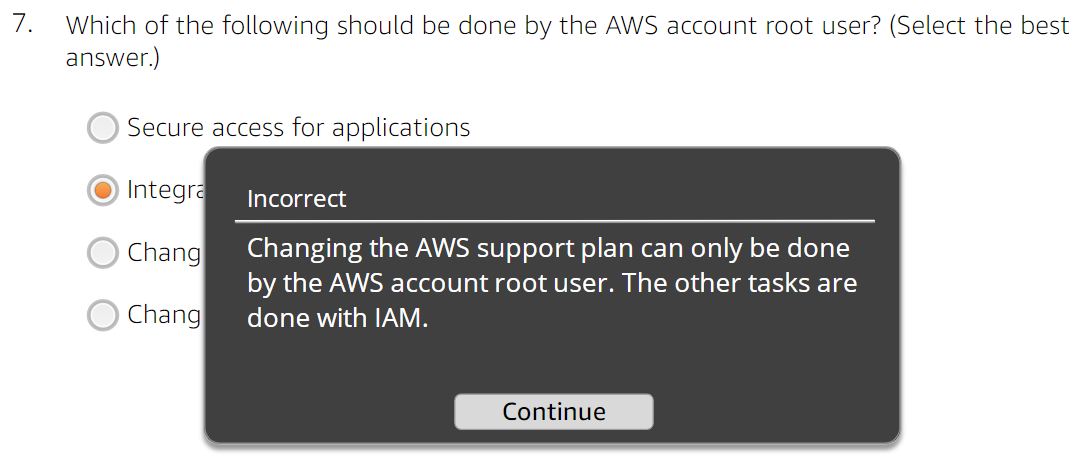 7. Which of the following should be done by the AWS account root user? (Select the best
answer.)
Secure access for applications
Integra
Chang
Chang
Incorrect
Changing the AWS support plan can only be done
by the AWS account root user. The other tasks are
done with IAM.
Continue